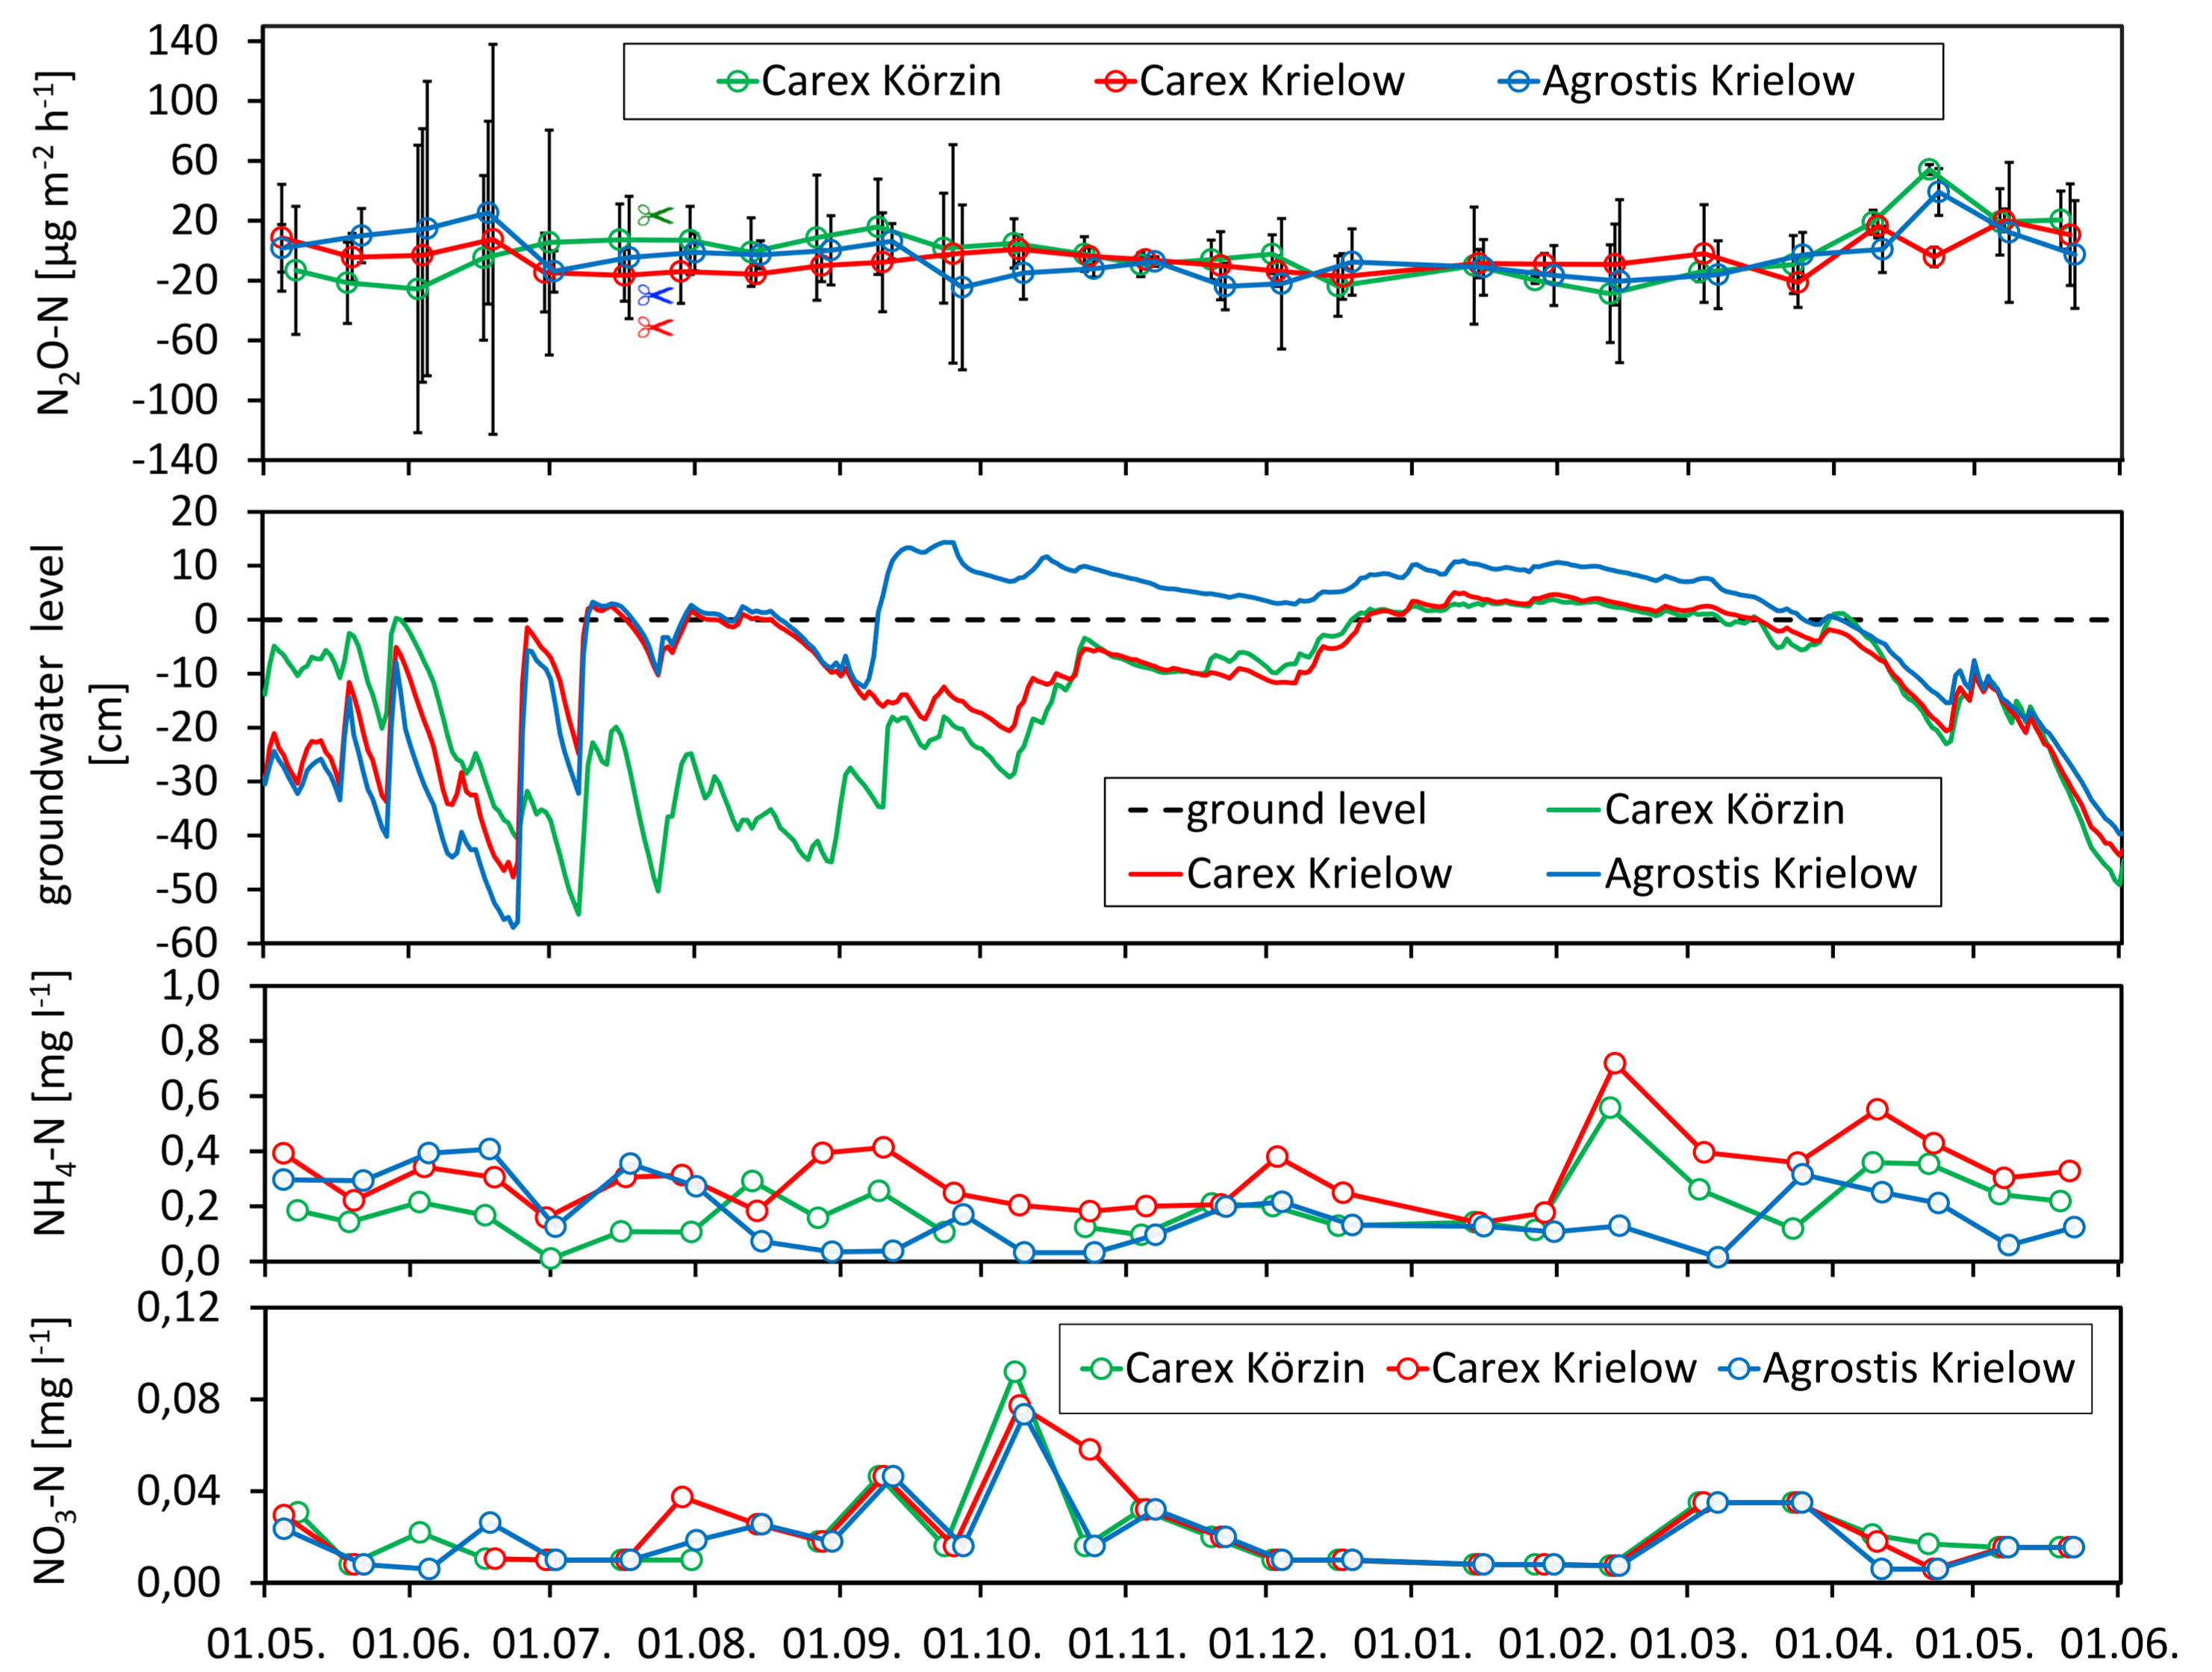 N2O-N [µg m-2 h-1]
140
100
60
20
-20
-60
-100
-140
Carex Körzin Carex Krielow Agrostis Krielow
groundwater level
[cm]
20
10
0
-10
-20
-30
-40
-50
-60
ground level Carex Körzin
Carex Krielow Agrostis Krielow
NH4-N [mg l-1]
1,0
0,8
0,6
0,4
0,2
0,0
NO3-N [mg l-1]
0,12
0,08
0,04
0,00
Carex Körzin Carex Krielow Agrostis Krielow
01.05. 01.06. 01.07. 01.08. 01.09. 01.10. 01.11. 01.12. 01.01. 01.02. 01.03. 01.04. 01.05. 01.06.